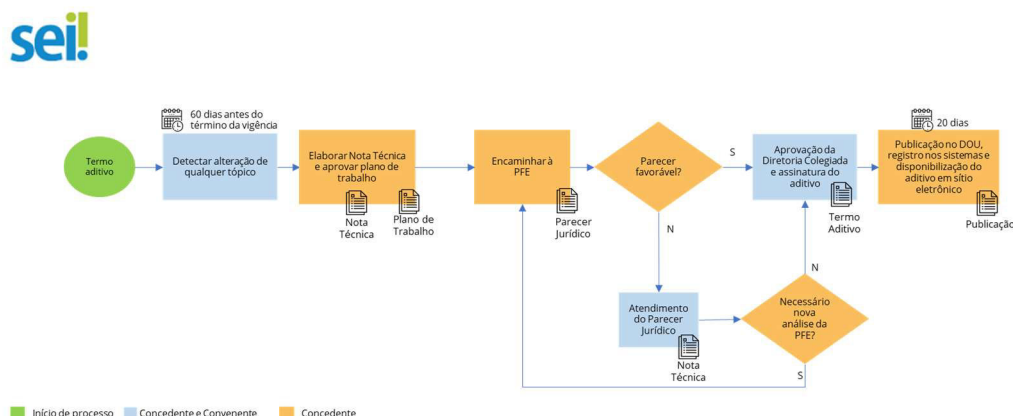 sei!
60 dias antes do
término da vigência
20 dias
Termo
aditivo
Detectar alteração de
qualquer tópico
Elaborar Nota Técnica
e aprovar plano de
trabalho
Nota
Técnica
Plano de
Trabalho
Encaminhar à
PFE
Parecer
Jurídico
Parecer
favorável?
S
N
Aprovação da
Diretoria Colegiada
e assinatura do
aditivo
Termo
Aditivo
Publicação no DOU,
registro nos sistemas e
disponibilização do
aditivo em sítio
eletrônico
Publicação
Atendimento
do Parecer
Jurídico
Nota
Técnica
Necessário
nova
análise da
PFE?
N
S
Início de processo
Concedente e Convenente
Concedente